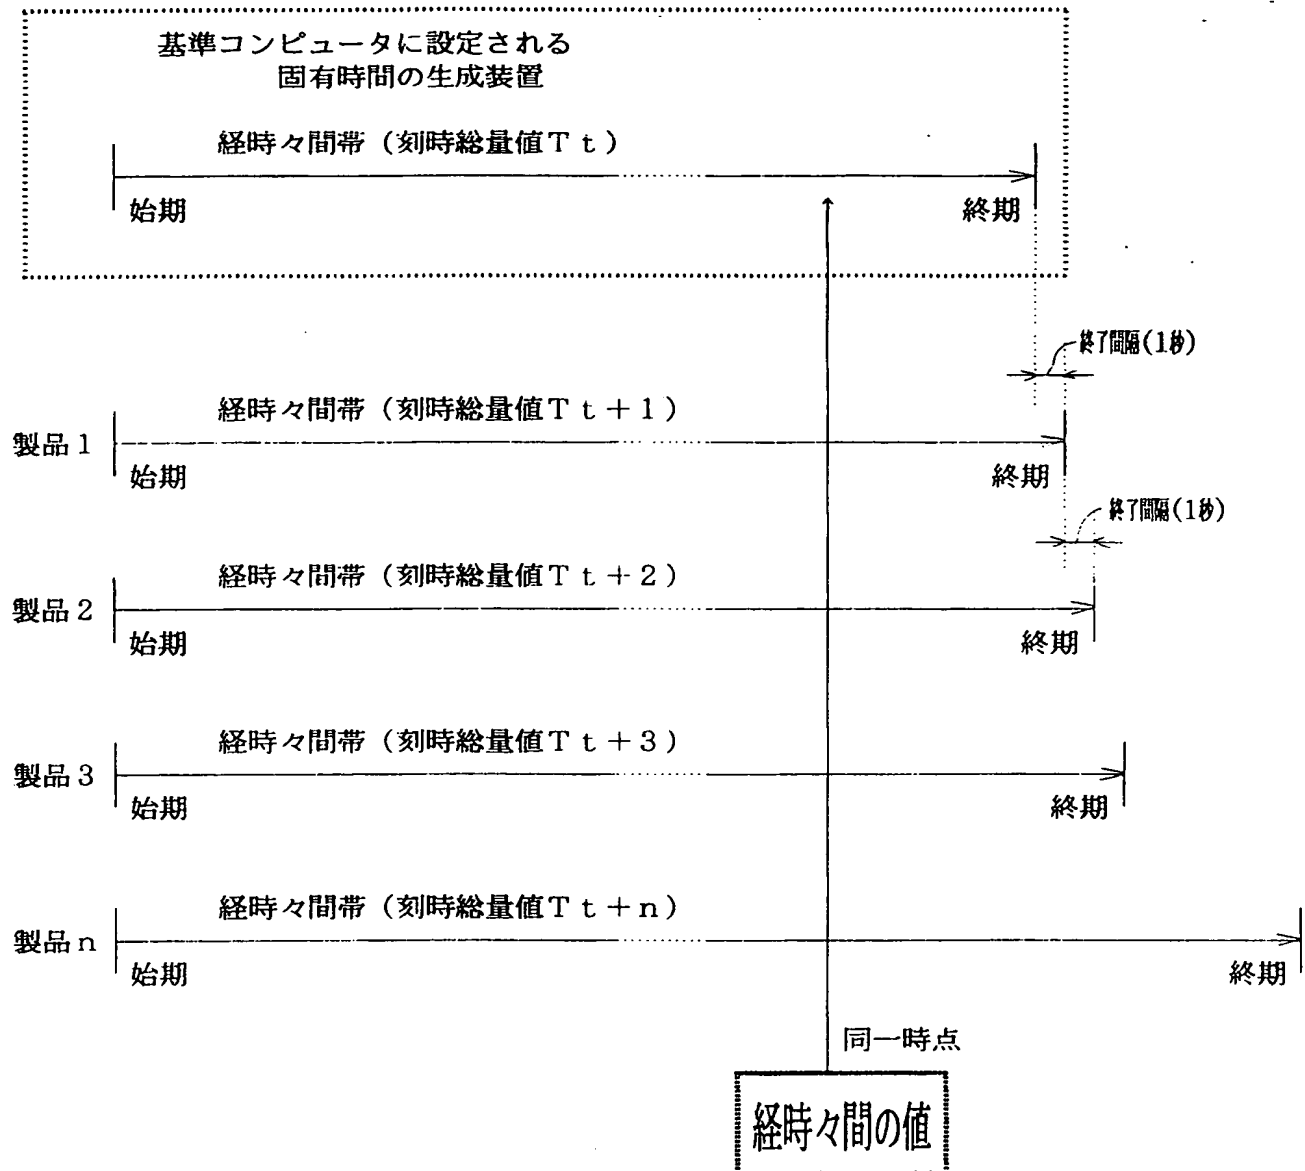 基準コンピュータに設定される
固有時間の生成装置
経時々間帯（刻時総量値Ｔｔ）
始期
終期
終了間隔(1秒)
経時々間帯（刻時総量値Ｔｔ＋１）
製品１
始期
終期
終了間隔(1秒)
経時々間帯（刻時総量値Ｔｔ＋２）
製品２
始期
終期
経時々間帯（刻時総量値Ｔｔ＋３）
製品３
始期
終期
経時々間帯（刻時総量値Ｔｔ＋ｎ）
製品ｎ
始期
終期
同一時点
経時々間の値